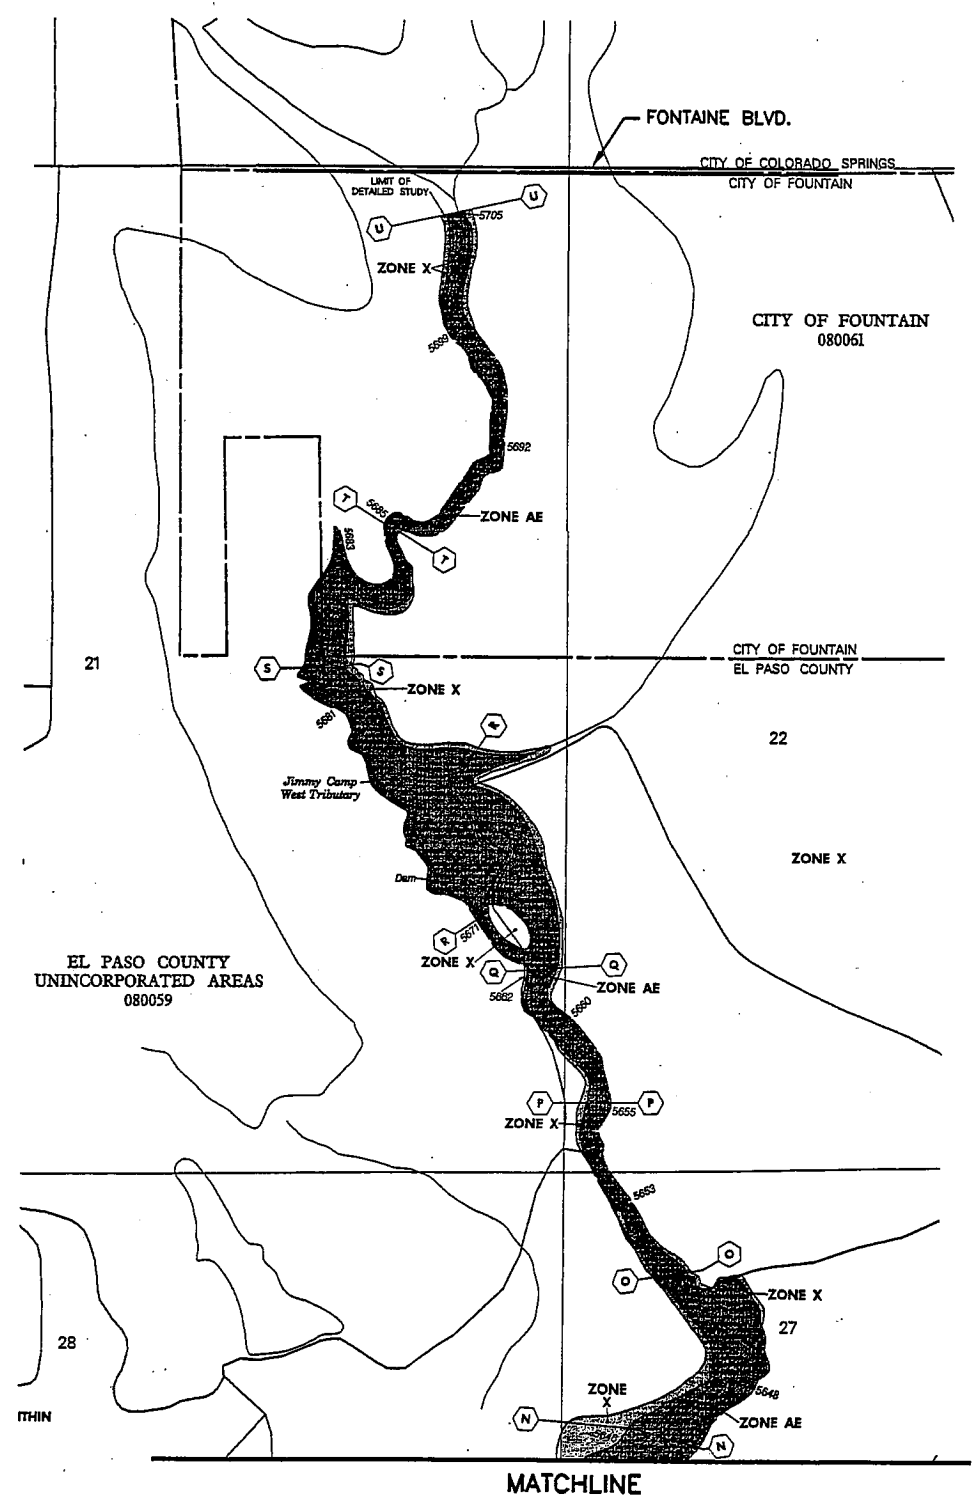 FONTAINE BLVD.
CITY OF COLORADO SPRINGS
CITY OF FOUNTAIN
LIMIT OF
DETAILED STUDY
U
U
5705
ZONE X
CITY OF FOUNTAIN
080061
5699
5692
T
5685
ZONE AE
5683
T
CITY OF FOUNTAIN
EL PASO COUNTY
21
S
S
ZONE X
5681
R
22
Jimmy Camp
West Tributary
ZONE X
Dam
R
5671
ZONE X
EL PASO COUNTY
UNINCORPORATED AREAS
080059
Q
Q
5662
ZONE AE
5660
P
P
5655
ZONE X
5653
O
O
ZONE X
27
28
5648
ZONE
X
ITHIN
N
ZONE AE
N
MATCHLINE